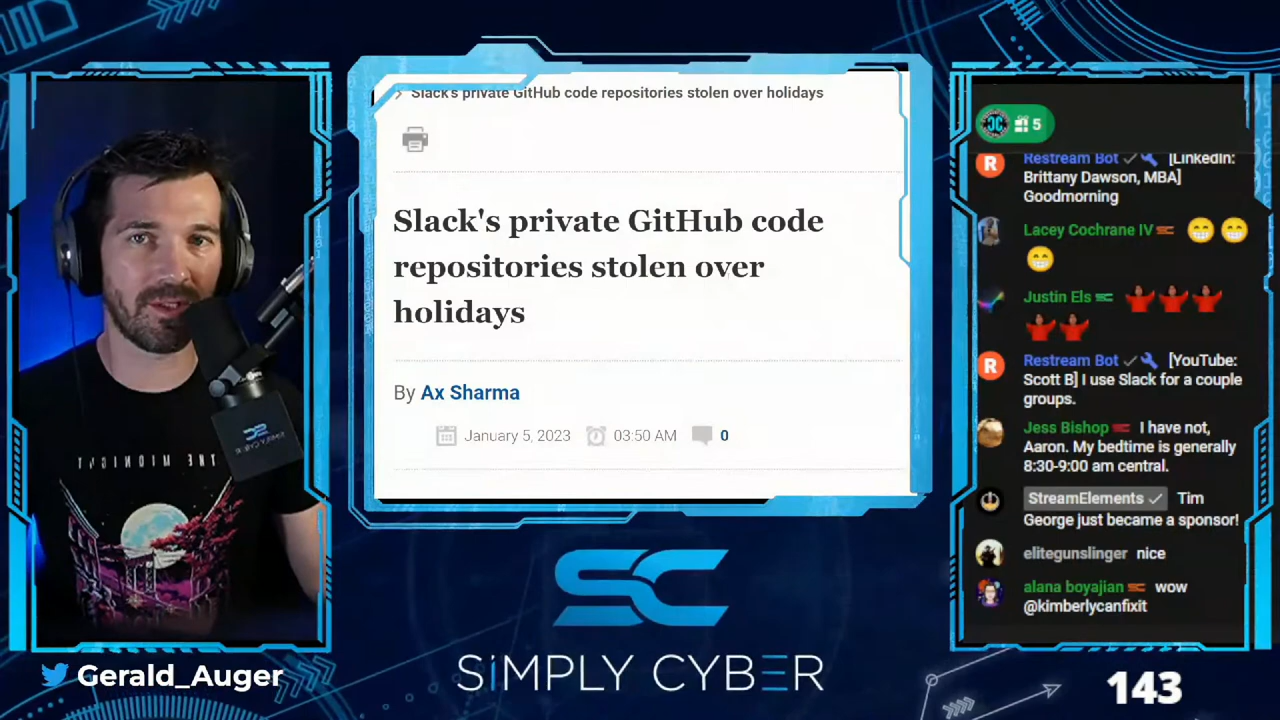 Slack's private GitHub code repositories stolen over holidays
Slack's private GitHub code
repositories stolen over
holidays
By Ax Sharma
January 5, 2023 03:50 AM 0
THE MIDNIGHT
SC
SIMPLY CYBER
SC
SIMPLY CYBER
Gerald_Auger
5
Restream Bot [LinkedIn:
Brittany Dawson, MBA]
Goodmorning
Lacey Cochrane IV
Justin Els
Restream Bot [YouTube:
Scott B] I use Slack for a couple
groups.
Jess Bishop I have not,
Aaron. My bedtime is generally
8:30-9:00 am central.
StreamElements Tim
George just became a sponsor!
elitegunslinger nice
alana boyajian wow
@kimberlycanfixit
143